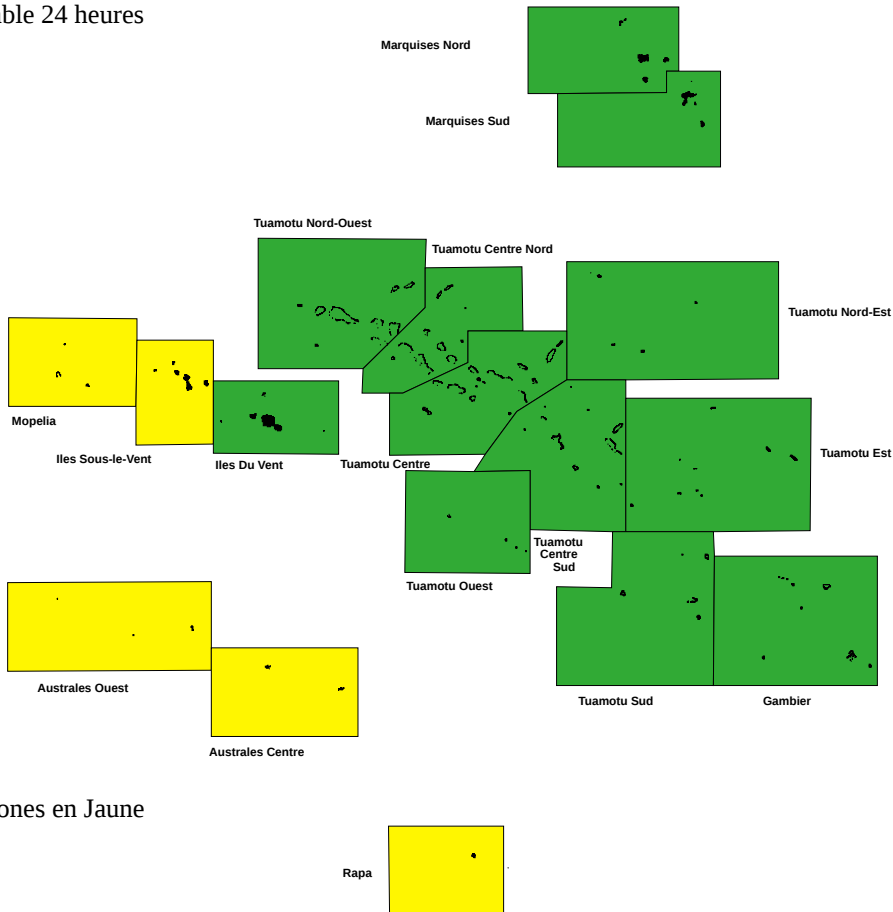 24 heures
Marquises Nord
Marquises Sud
Tuamotu Nord-Ouest
Tuamotu Centre Nord
Tuamotu Nord-Est
Mopelia
Iles Sous-le-Vent
Iles Du Vent
Tuamotu Centre
Tuamotu Est
Tuamotu
Centre
Sud
Tuamotu Ouest
Australes Ouest
Tuamotu Sud
Gambier
Australes Centre
en Jaune
Rapa